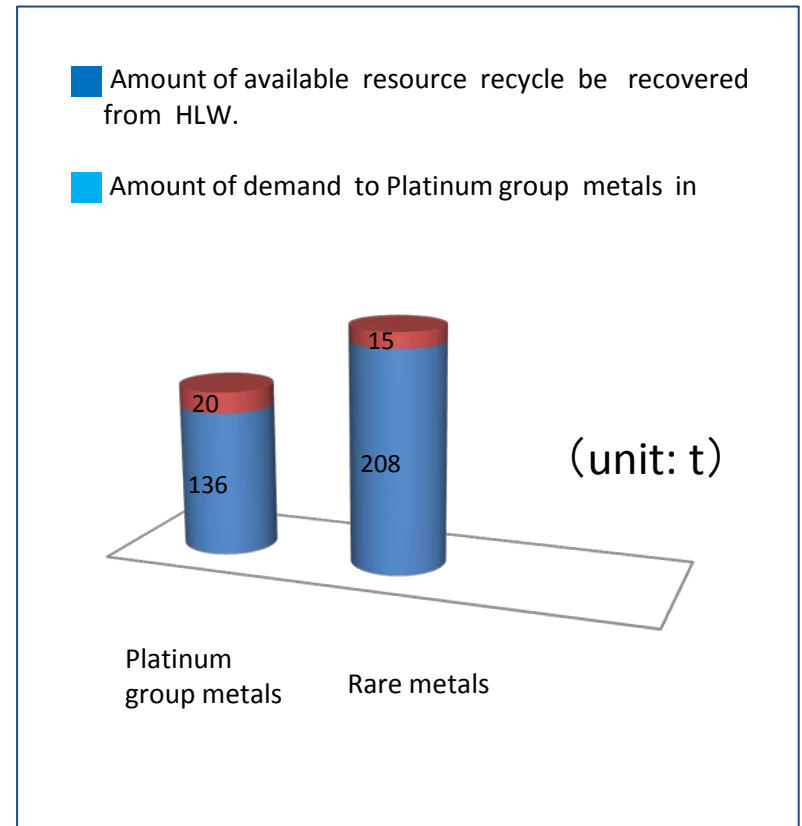 Amount of available resource recycle be recovered
from HLW.
Amount of demand to Platinum group metals in
15
20
208
136
（unit: t）
Platinum
group metals
Rare metals